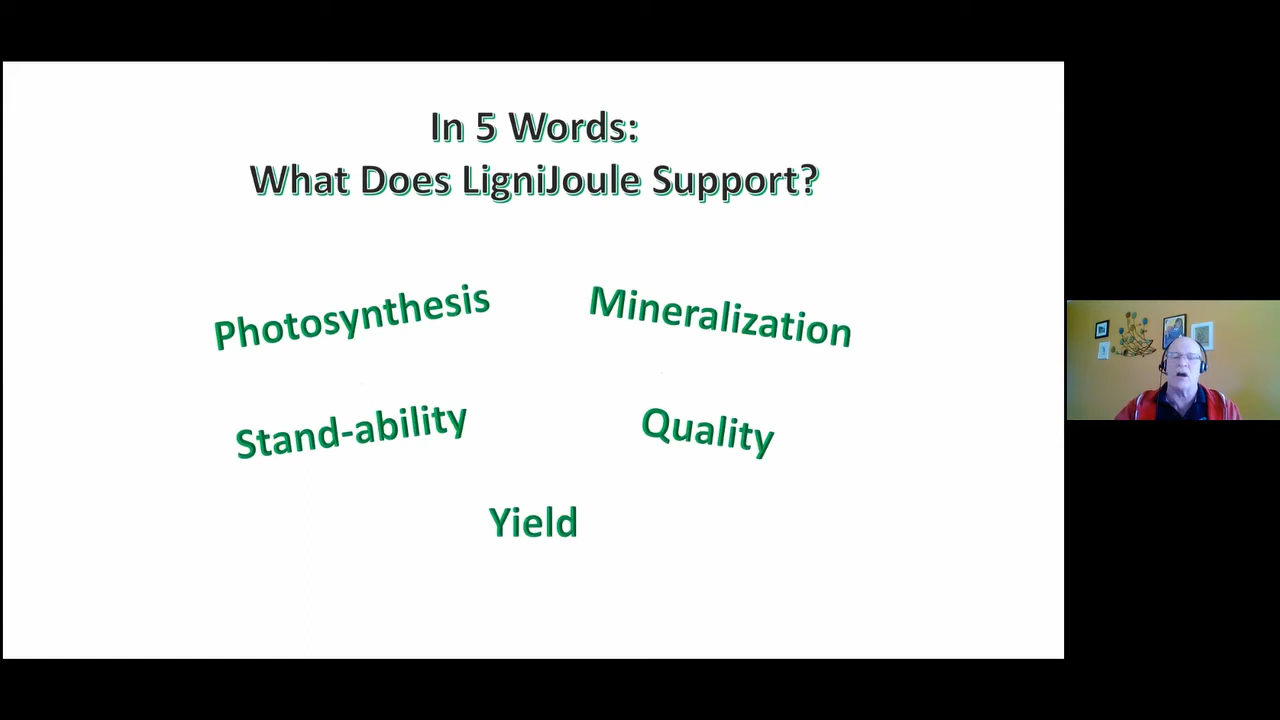 In 5 Words:
What Does LigniJoule Support?
Photosynthesis
Mineralization
Stand-ability
Quality
Yield